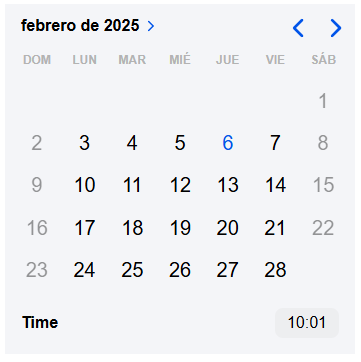 febrero de 2025
DOM LUN MAR MIÉ JUE VIE SÁB
1
2 3 4 5 6 7 8
9 10 11 12 13 14 15
16 17 18 19 20 21 22
23 24 25 26 27 28
Time 10:01